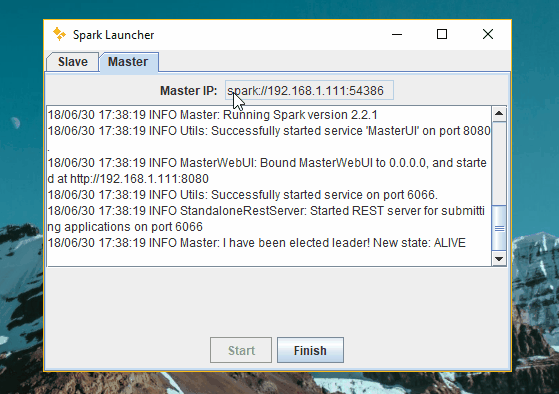 Spark Launcher
Slave Master
Master IP: spark://192.168.1.111:54386
18/06/30 17:38:19 INFO Master: Running Spark version 2.2.1
18/06/30 17:38:19 INFO Utils: Successfully started service 'MasterUI' on port 8080
.
18/06/30 17:38:19 INFO MasterWebUI: Bound MasterWebUI to 0.0.0.0, and starte
d at http://192.168.1.111:8080
18/06/30 17:38:19 INFO Utils: Successfully started service on port 6066.
18/06/30 17:38:19 INFO StandaloneRestServer: Started REST server for submitti
ng applications on port 6066
18/06/30 17:38:19 INFO Master: I have been elected leader! New state: ALIVE
Start Finish